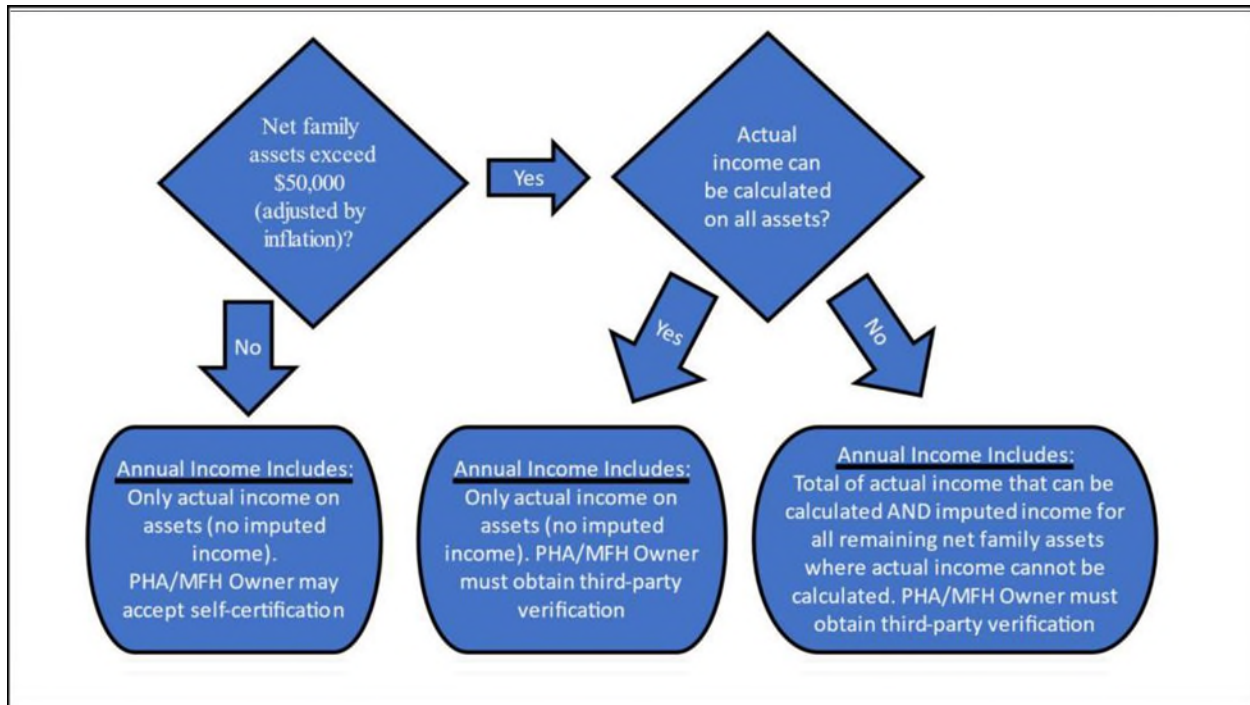 Net family
assets exceed
$50,000
(adjusted by
inflation)?
Yes
Actual
income can
be calculated
on all assets?
No
Yes
No
Annual Income Includes:
Only actual income on
assets (no imputed
income).
PHA/MFH Owner may
accept self-certification
Annual Income Includes:
Only actual income on
assets (no imputed
income). PHA/MFH Owner
must obtain third-party
verification
Annual Income Includes:
Total of actual income that can be
calculated AND imputed income for
all remaining net family assets
where actual income cannot be
calculated. PHA/MFH Owner must
obtain third-party verification